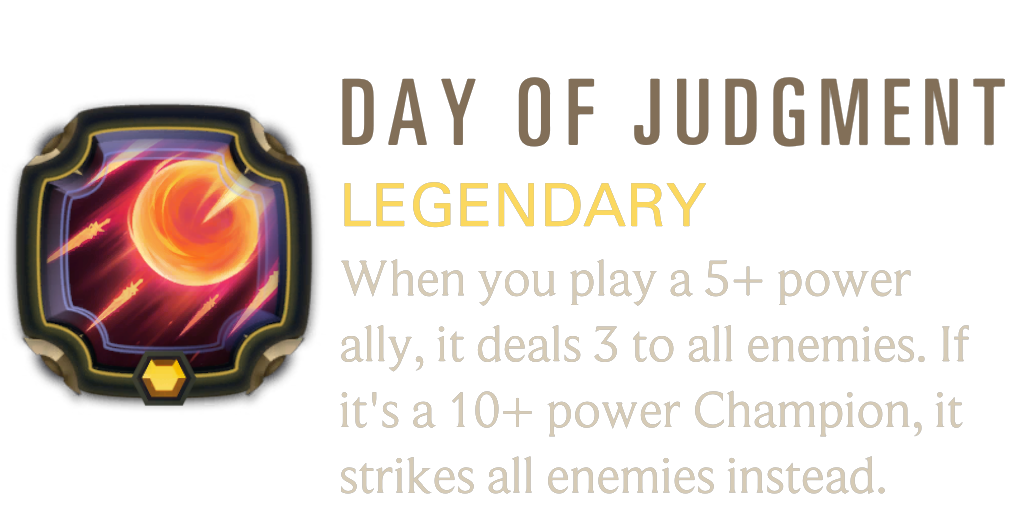 DAY OF JUDGMENT
LEGENDARY
When you play a 5+ power
ally, it deals 3 to all enemies. If
it's a 10+ power Champion, it
strikes all enemies instead.